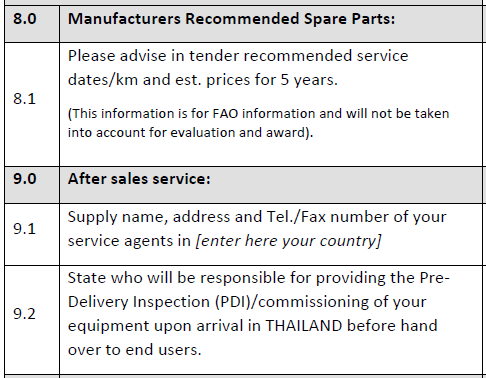 8.0 Manufacturers Recommended Spare Parts:
8.1 Please advise in tender recommended service
dates/km and est. prices for 5 years.
(This information is for FAO information and will not be taken
into account for evaluation and award).
9.0 After sales service:
9.1 Supply name, address and Tel./Fax number of your
service agents in [enter here your country]
9.2 State who will be responsible for providing the Pre-
Delivery Inspection (PDI)/commissioning of your
equipment upon arrival in THAILAND before hand
over to end users.